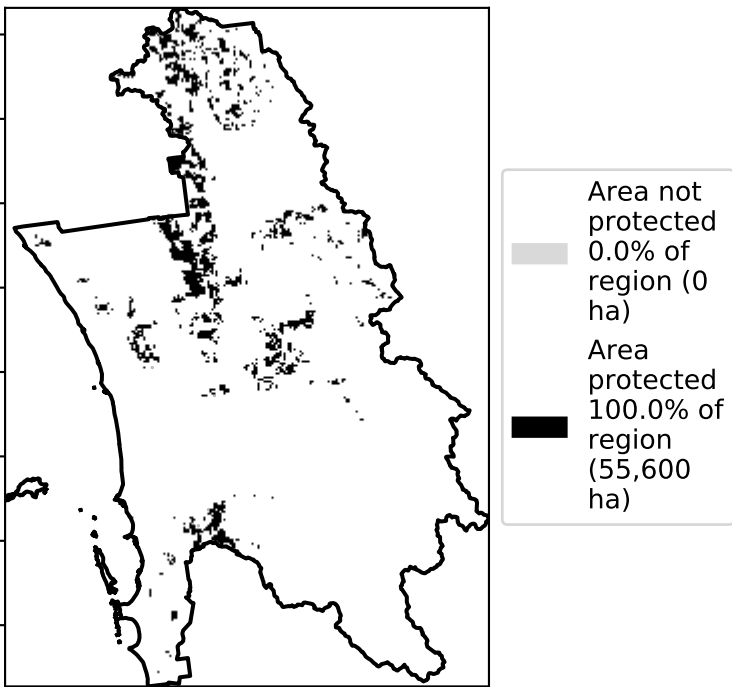 Area not
protected
0.0% of
region (0
ha)
Area
protected
100.0% of
region
(55,600
ha)